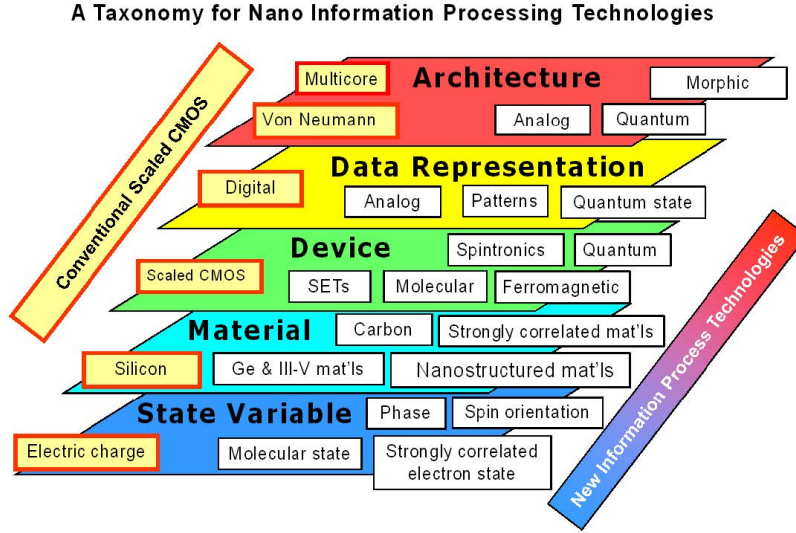 A Taxonomy for Nano Information Processing Technologies
Conventional Scaled CMOS
Multicore
Architecture
Morphic
Von Neumann
Analog
Quantum
Data Representation
Digital
Analog
Patterns
Quantum state
Device
Spintronics
Quantum
Scaled CMOS
SETs
Molecular
Ferromagnetic
Material
Carbon
Strongly correlated mat'ls
Silicon
Ge & III-V mat'ls
Nanostructured mat'ls
State Variable
Phase
Spin orientation
Electric charge
Molecular state
Strongly correlated
electron state
New Information Process Technologies